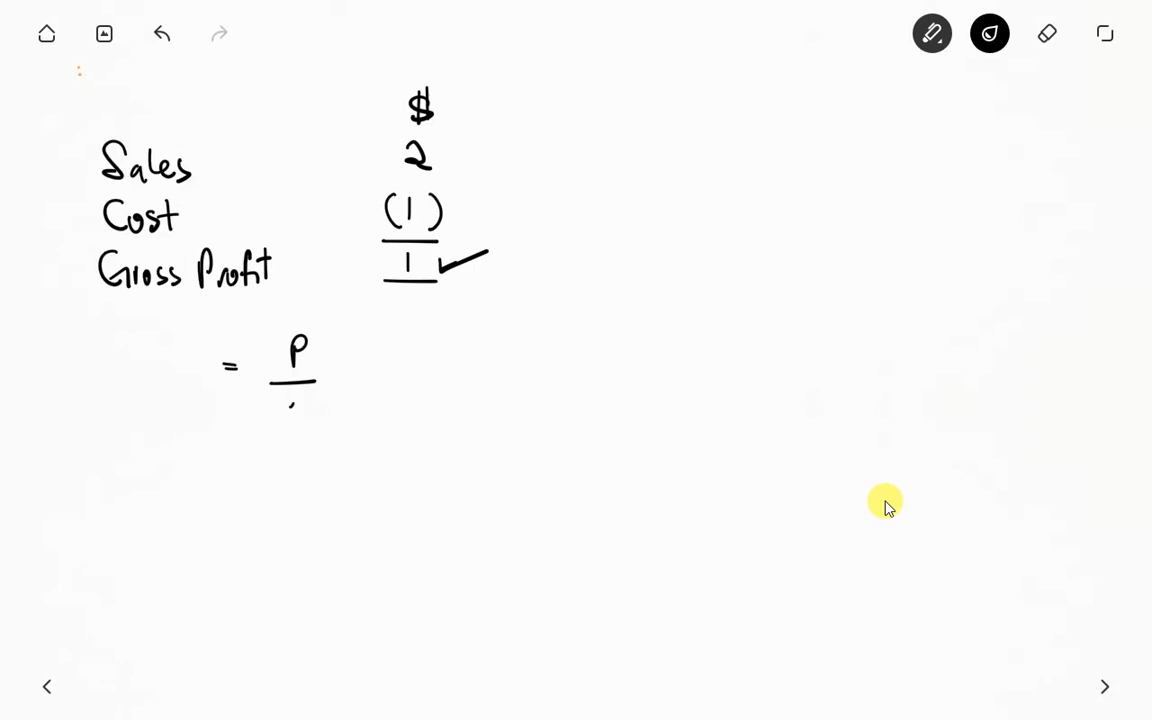 $
Sales 2
Cost (1)
Gross Profit 1
= P